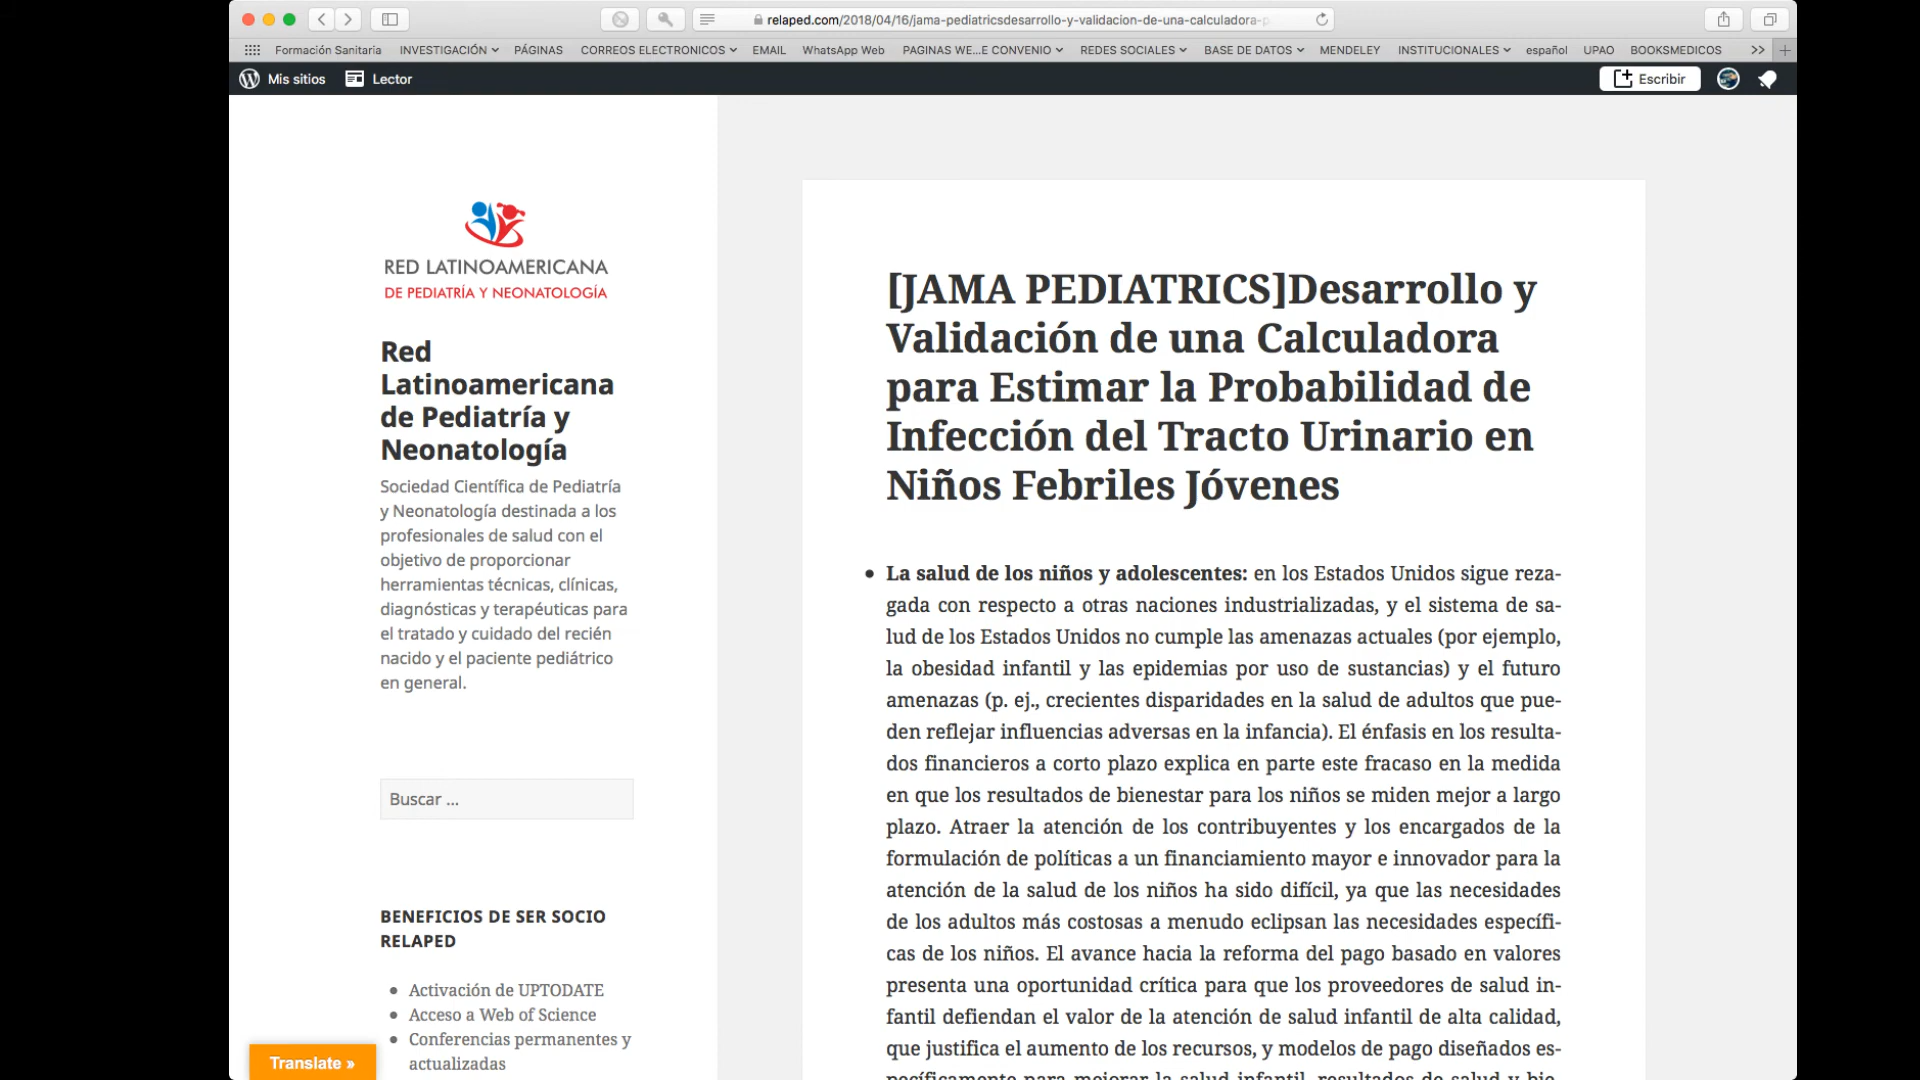 relaped.com/2018/04/16/jama-pediatricsdesarrollo-y-validacion-de-una-calculadora-p
Formación Sanitaria INVESTIGACIÓN PÁGINAS CORREOS ELECTRONICOS EMAIL WhatsApp Web PAGINAS WE...E CONVENIO REDES SOCIALES BASE DE DATOS MENDELEY INSTITUCIONALES español UPAO BOOKSMEDICOS >> +
Mis sitios Lector Escribir
RED LATINOAMERICANA
DE PEDIATRÍA Y NEONATOLOGÍA
Red
Latinoamericana
de Pediatría y
Neonatología
Sociedad Científica de Pediatría
y Neonatología destinada a los
profesionales de salud con el
objetivo de proporcionar
herramientas técnicas, clínicas,
diagnósticas y terapéuticas para
el tratado y cuidado del recién
nacido y el paciente pediátrico
en general.
Buscar ...
BENEFICIOS DE SER SOCIO
RELAPED
• Activación de UPTODATE
• Acceso a Web of Science
• Conferencias permanentes y
actualizadas
Translate »
[JAMA PEDIATRICS]Desarrollo y
Validación de una Calculadora
para Estimar la Probabilidad de
Infección del Tracto Urinario en
Niños Febriles Jóvenes
• La salud de los niños y adolescentes: en los Estados Unidos sigue reza-
gada con respecto a otras naciones industrializadas, y el sistema de sa-
lud de los Estados Unidos no cumple las amenazas actuales (por ejemplo,
la obesidad infantil y las epidemias por uso de sustancias) y el futuro
amenazas (p. ej., crecientes disparidades en la salud de adultos que pue-
den reflejar influencias adversas en la infancia). El énfasis en los resulta-
dos financieros a corto plazo explica en parte este fracaso en la medida
en que los resultados de bienestar para los niños se miden mejor a largo
plazo. Atraer la atención de los contribuyentes y los encargados de la
formulación de políticas a un financiamiento mayor e innovador para la
atención de la salud de los niños ha sido difícil, ya que las necesidades
de los adultos más costosas a menudo eclipsan las necesidades específi-
cas de los niños. El avance hacia la reforma del pago basado en valores
presenta una oportunidad crítica para que los proveedores de salud in-
fantil defiendan el valor de la atención de salud infantil de alta calidad,
que justifica el aumento de los recursos, y modelos de pago diseñados es-
pecíficamente para mejorar la salud infantil, resultados de salud y bie-